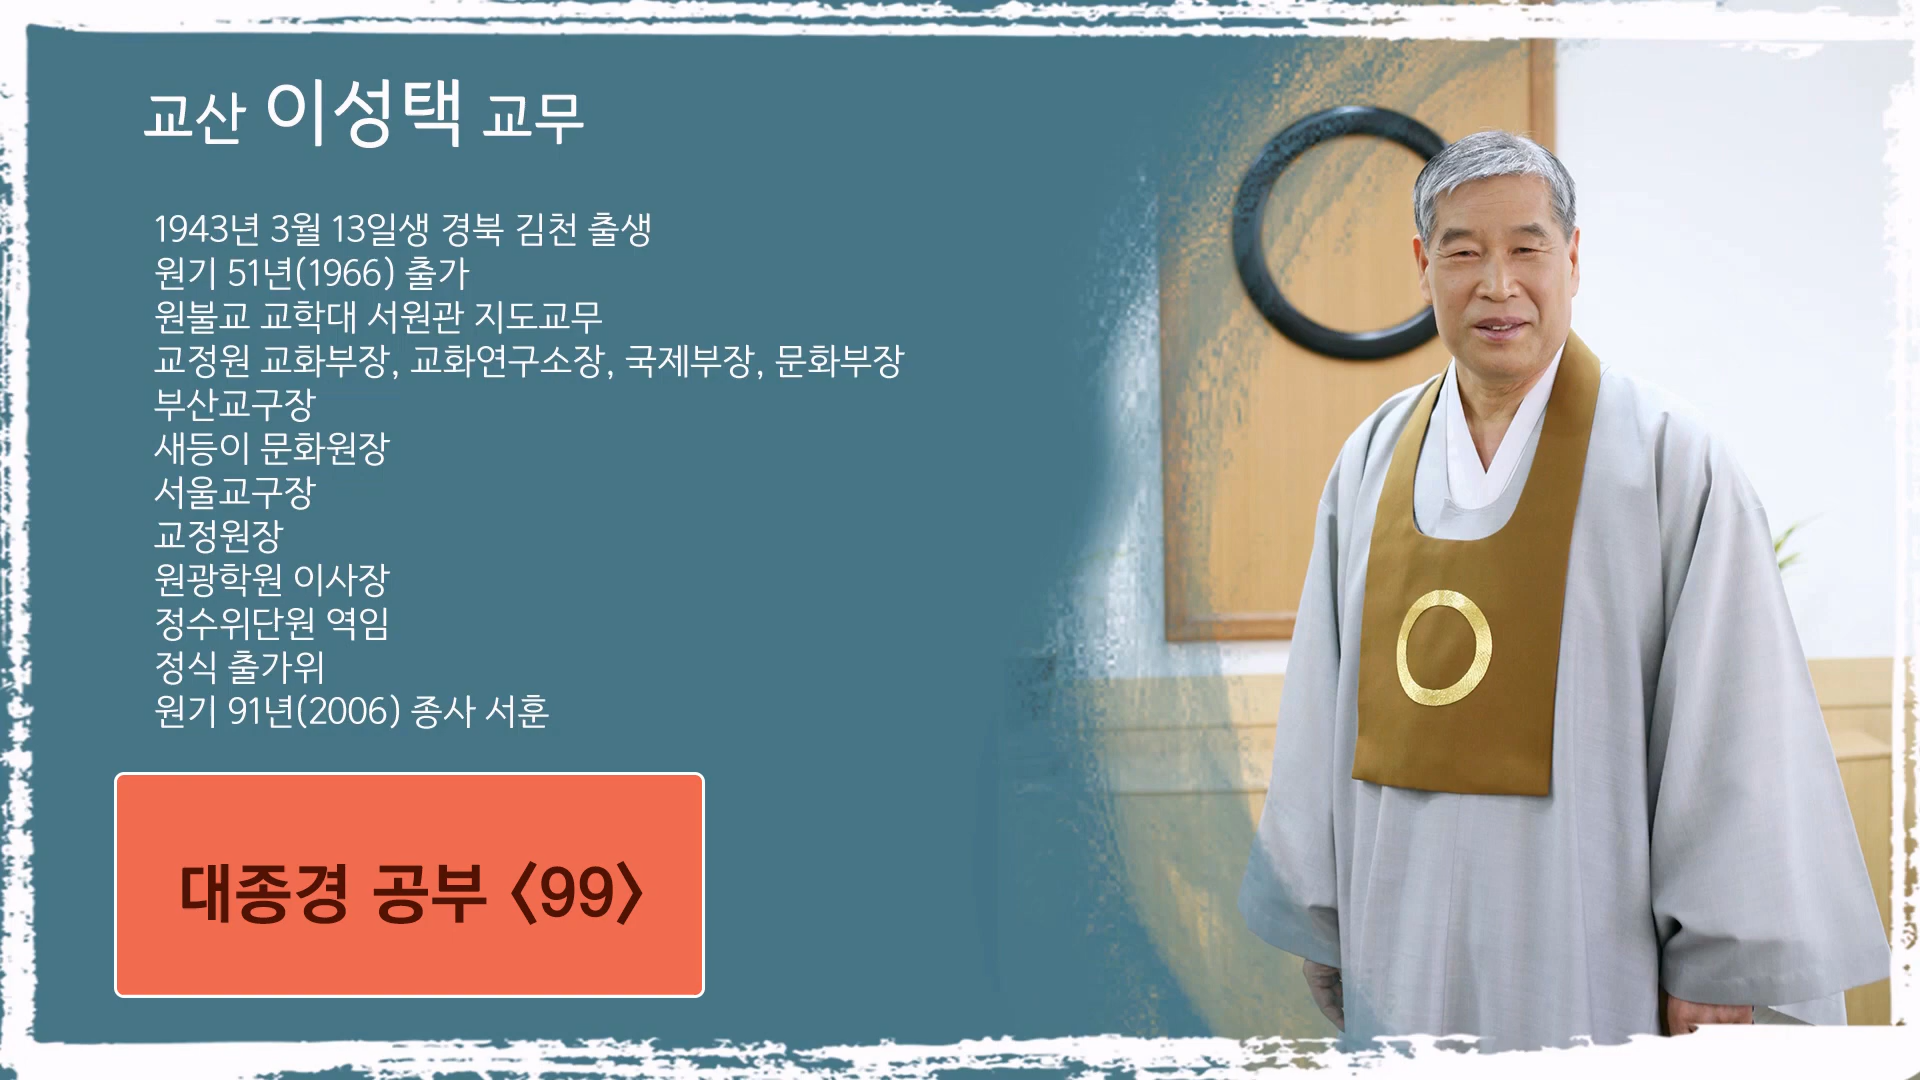 교산 이성택 교무
1943년 3월 13일생 경북 김천 출생
원기 51년(1966) 출가
원불교 교학대 서원관 지도교무
교정원 교화부장, 교화연구소장, 국제부장, 문화부장
부산교구장
새등이 문화원장
서울교구장
교정원장
원광학원 이사장
정수위단원 역임
정식 출가위
원기 91년(2006) 종사 서훈
대종경 공부 <99>